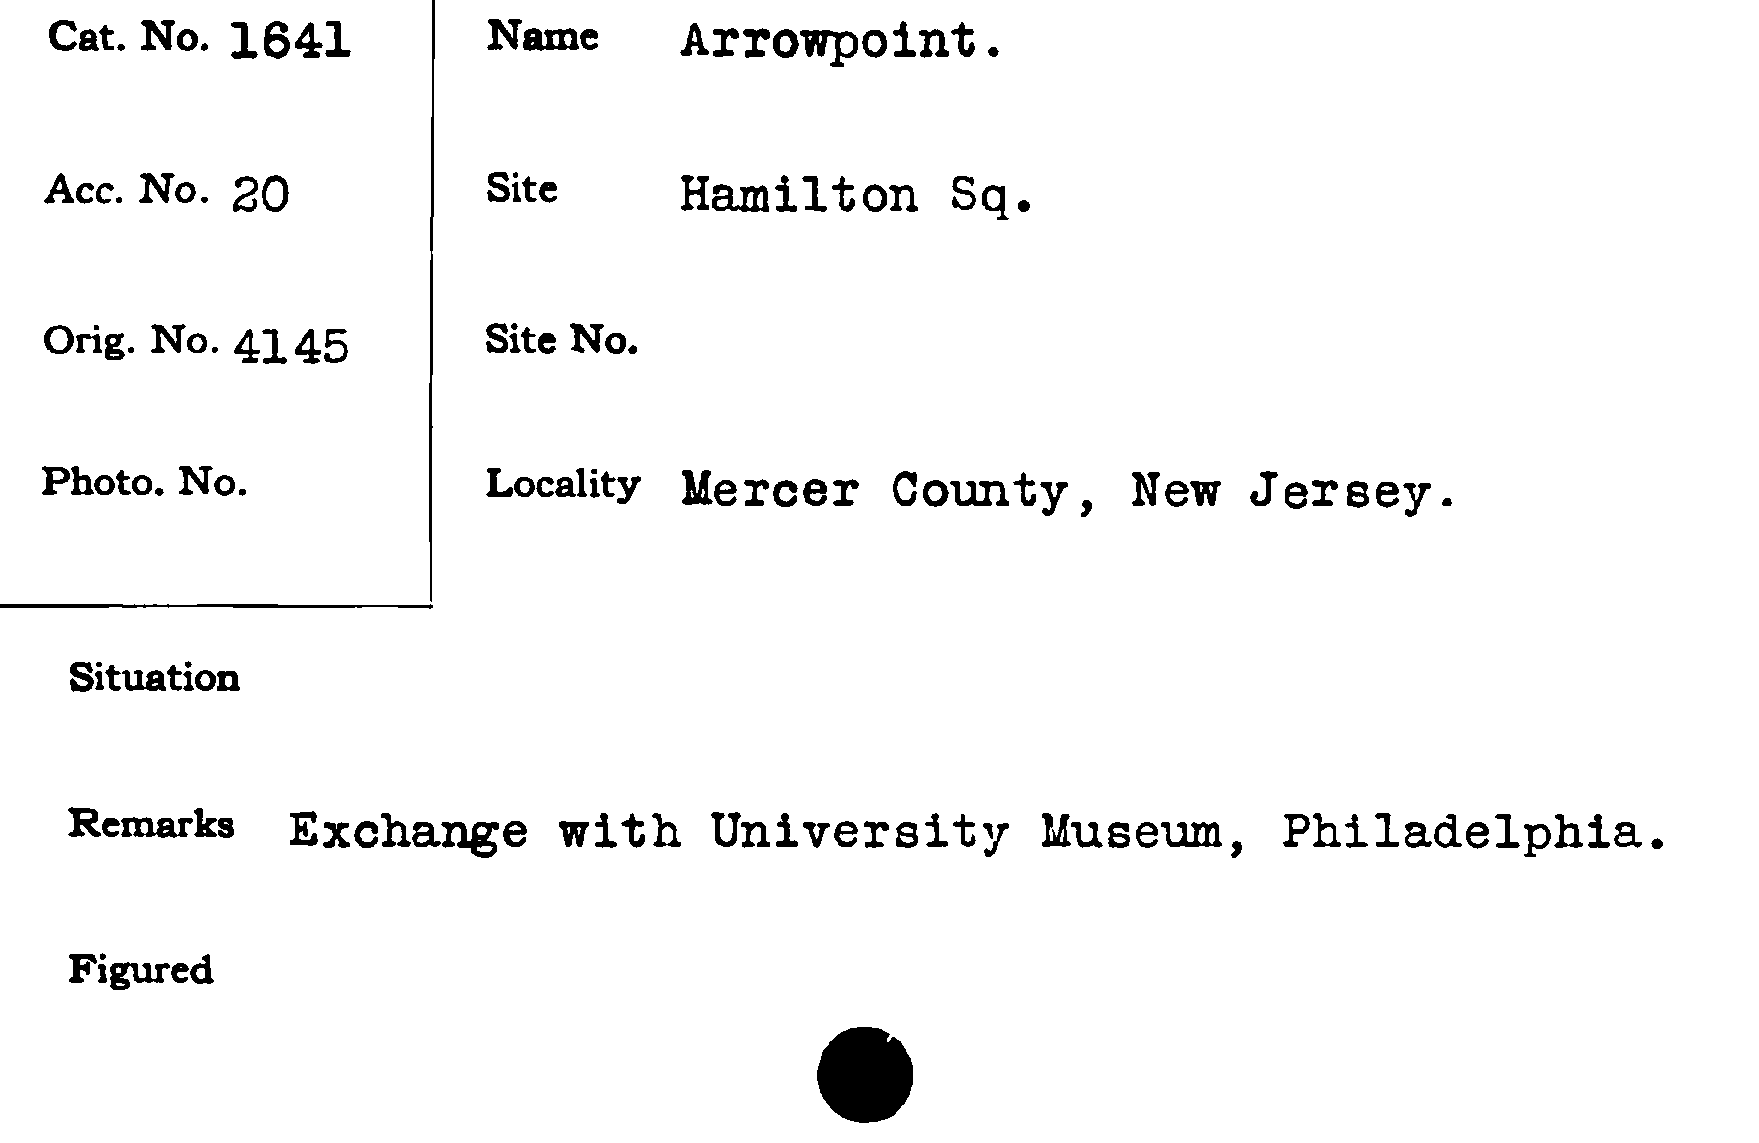 Cat. No. 1641
Name Arrowpoint.
Acc. No. 20
Site Hamilton Sq.
Orig. No. 4145
Site No.
Photo. No.
Locality Mercer County, New Jersey.
Situation
Remarks Exchange with University Museum, Philadelphia.
Figured